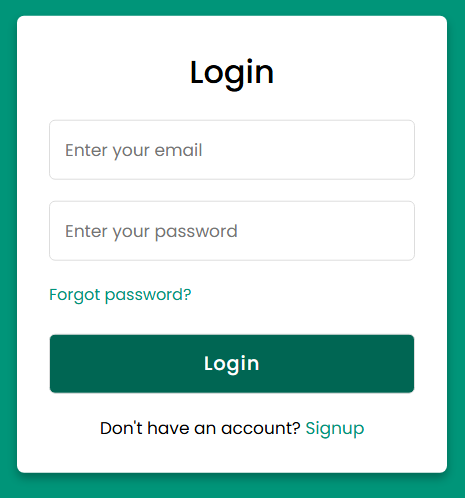 Login
Enter your email
Enter your password
Forgot password?
Login
Don't have an account? Signup